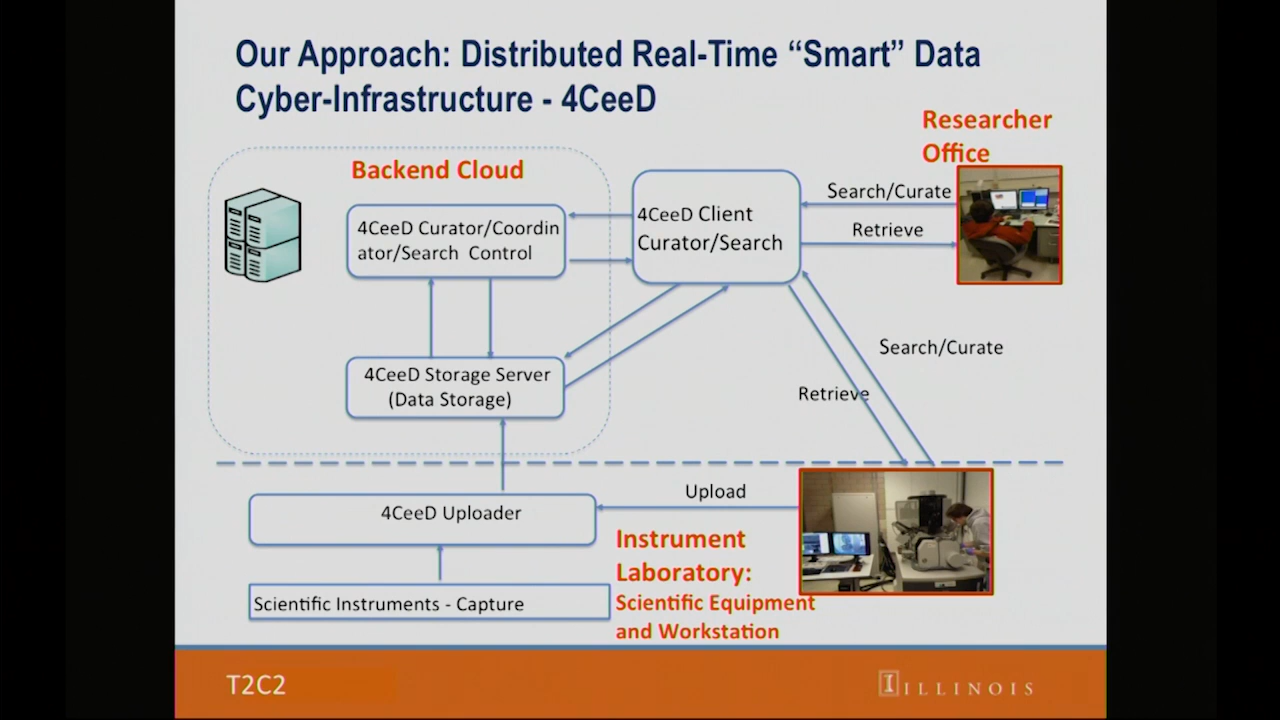 Our Approach: Distributed Real-Time “Smart” Data
Cyber-Infrastructure - 4CeeD
Researcher
Office
Backend Cloud
4CeeD Curator/Coordin
ator/Search Control
4CeeD Client
Curator/Search
Search/Curate
Retrieve
4CeeD Storage Server
(Data Storage)
Search/Curate
Retrieve
4CeeD Uploader
Upload
Instrument
Laboratory:
Scientific Equipment
and Workstation
Scientific Instruments - Capture
T2C2
I ILLINOIS